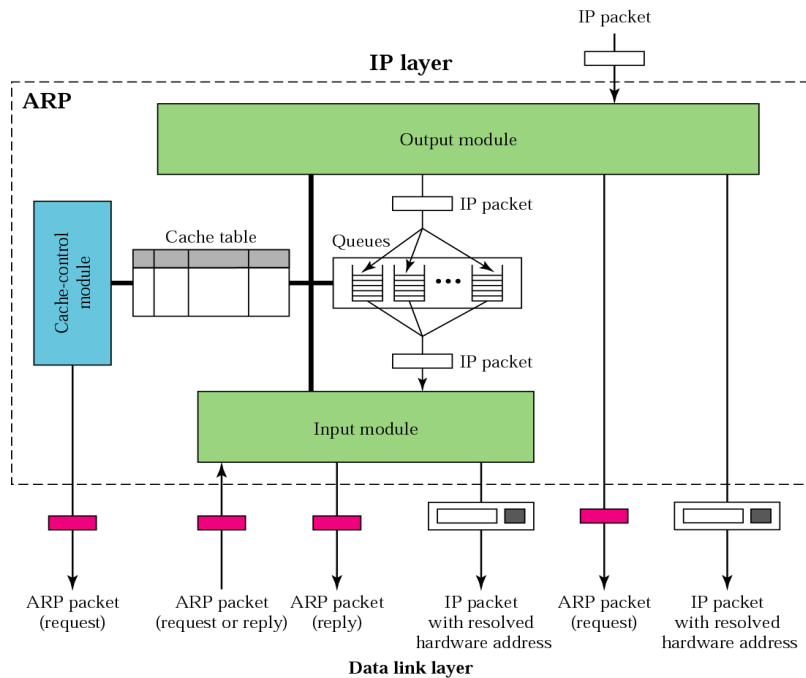 IP packet
IP layer
ARP
Output module
IP packet
Cache table
Queues
Cache-control
module
IP packet
Input module
ARP packet
(request)
ARP packet
(request or reply)
ARP packet
(reply)
IP packet
with resolved
hardware address
ARP packet
(request)
IP packet
with resolved
hardware address
Data link layer